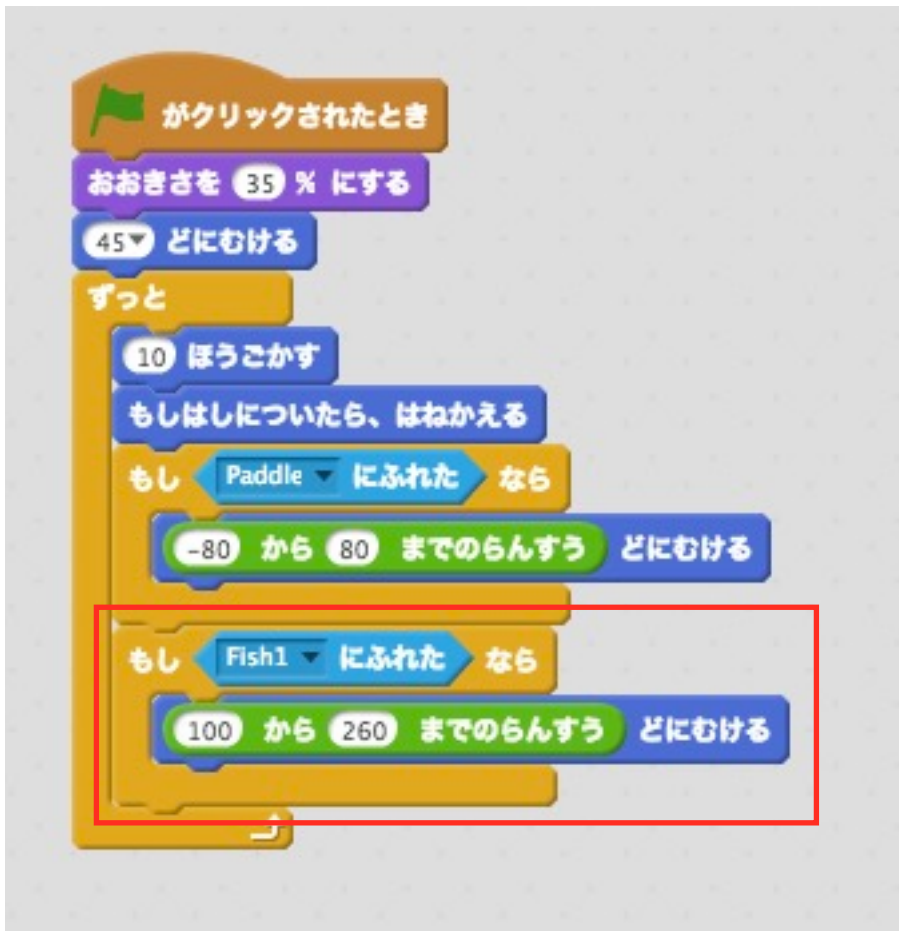 がクリックされたとき
おおきさを 35 % にする
45 どにむける
ずっと
10 ほうごかす
もしはしについたら、はねかえる
もし Paddle にふれた なら
-80 から 80 までのらんすう どにむける
もし Fish1 にふれた なら
100 から 260 までのらんすう どにむける